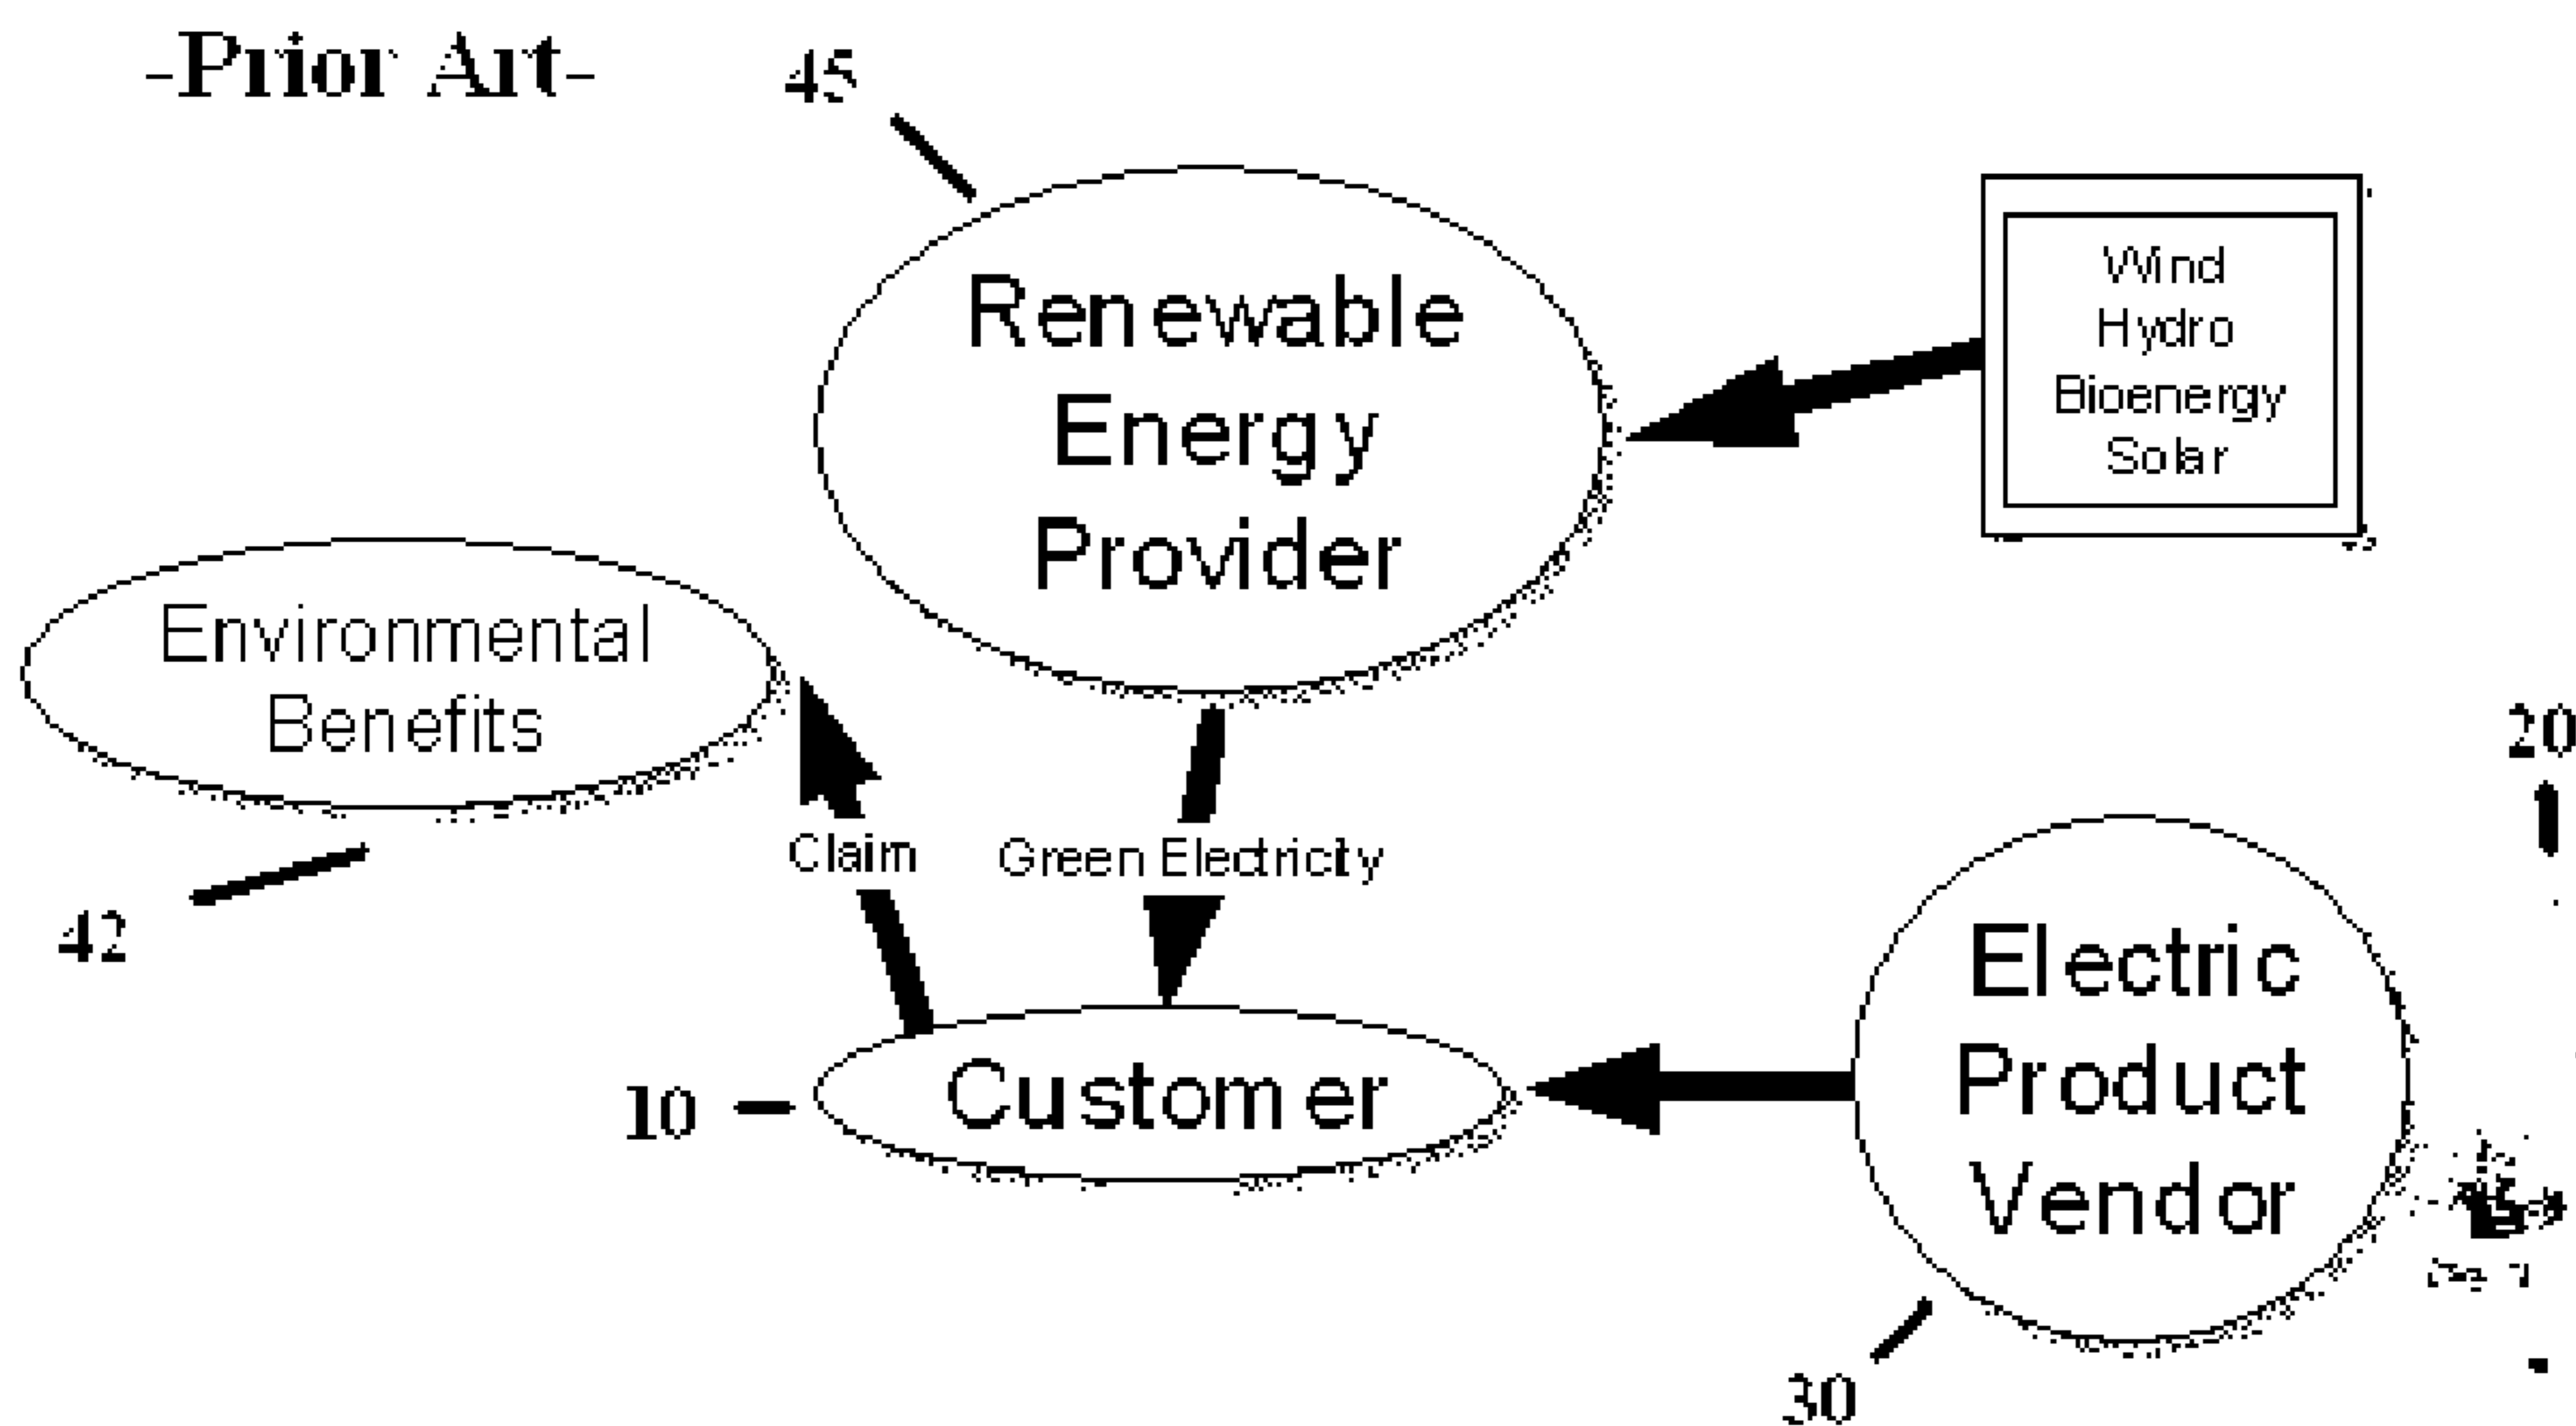 -Prior Art-
45
Wind
Hydro
Bioenergy
Solar
Renewable
Energy
Provider
Environmental
Benefits
20
Claim
Green Electricity
42
Electric
Product
Vendor
Customer
10
30